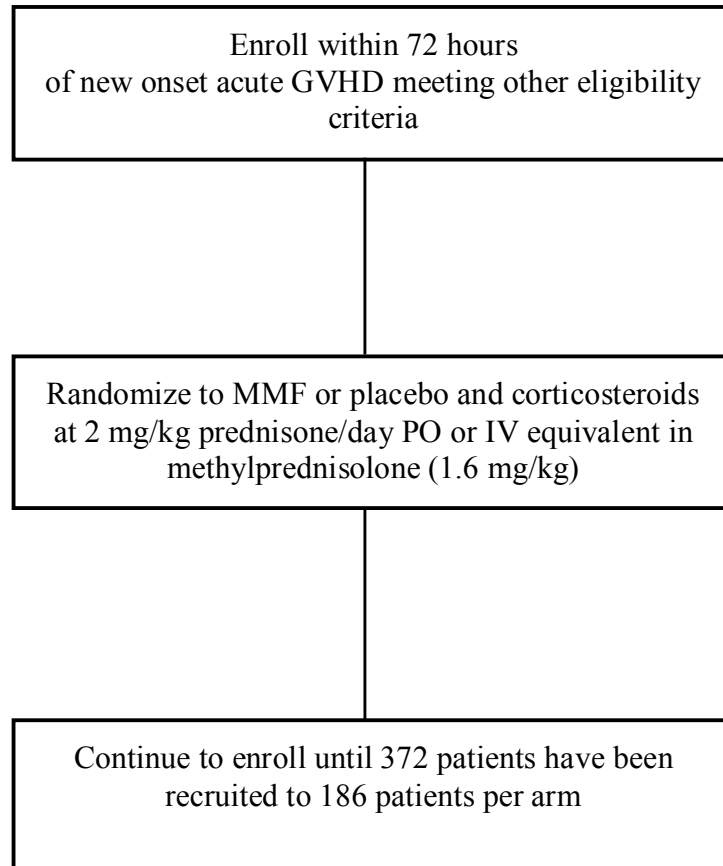 Enroll within 72 hours
of new onset acute GVHD meeting other eligibility
criteria
Randomize to MMF or placebo and corticosteroids
at 2 mg/kg prednisone/day PO or IV equivalent in
methylprednisolone (1.6 mg/kg)
Continue to enroll until 372 patients have been
recruited to 186 patients per arm